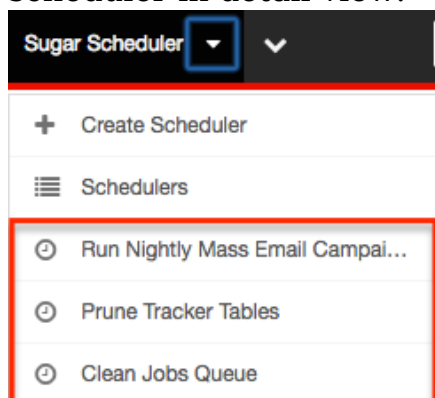 scheduler in detail view.
Sugar Scheduler
Create Scheduler
Schedulers
Run Nightly Mass Email Campai...
Prune Tracker Tables
Clean Jobs Queue